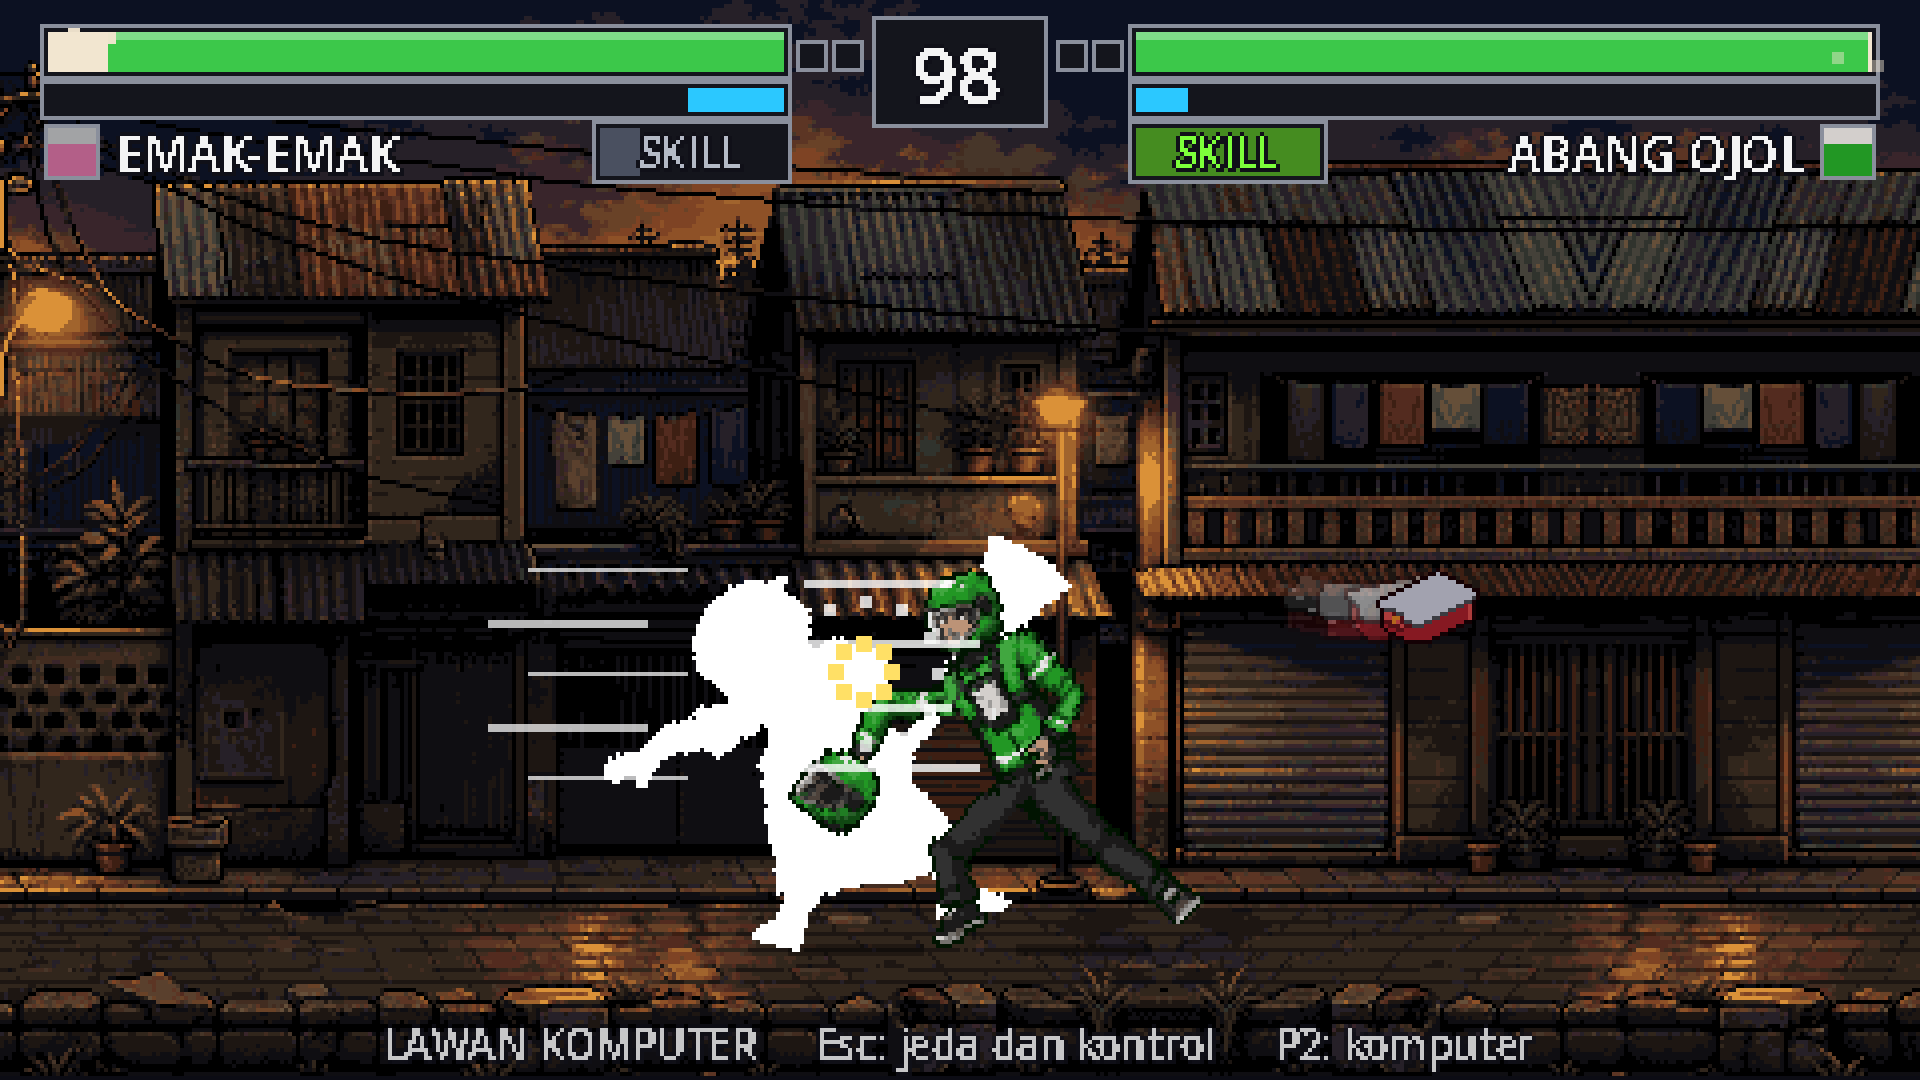 98
EMAK-EMAK
SKILL
SKILL
ABANG OJOL
LAWAN KOMPUTER Esc: jeda dan kontrol P2: komputer